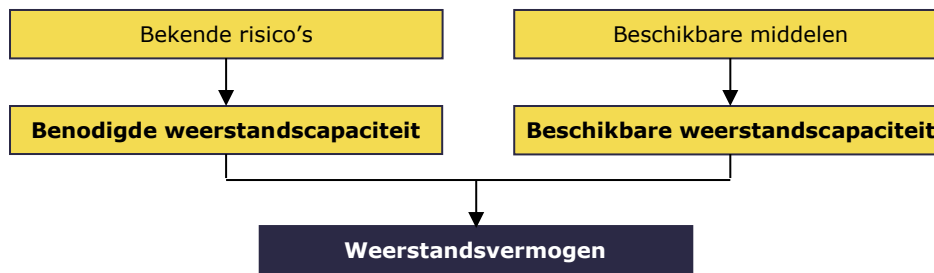 Bekende risico’s
Beschikbare middelen
Benodigde weerstandscapaciteit
Beschikbare weerstandscapaciteit
Weerstandsvermogen